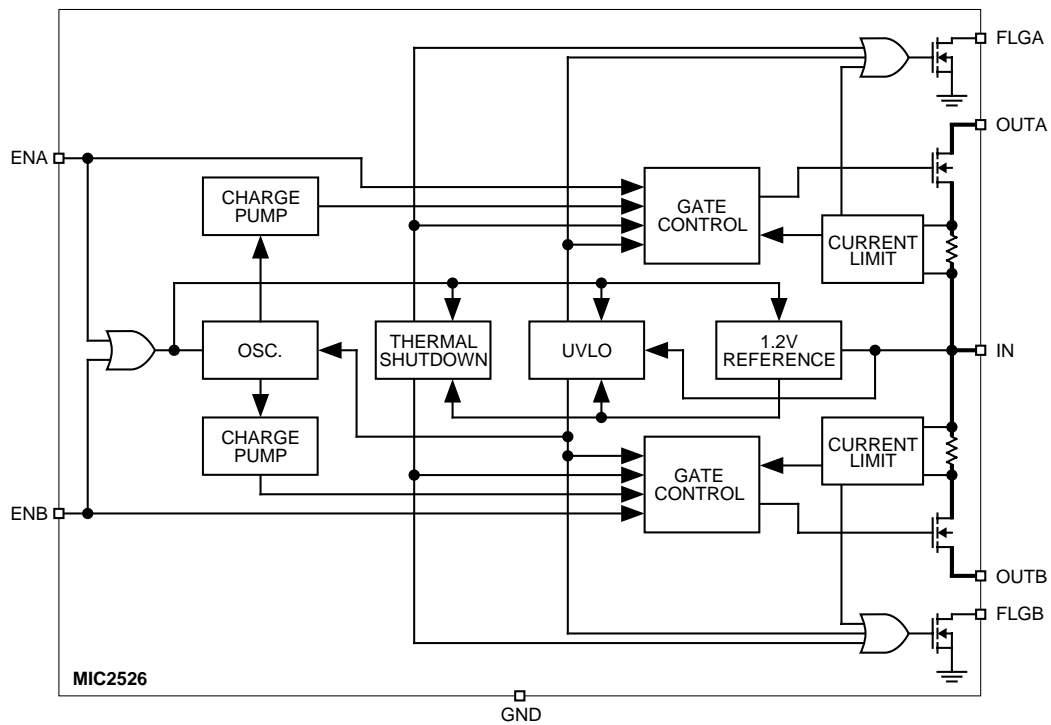 FLGA
OUTA
ENA
CHARGE
PUMP
GATE
CONTROL
CURRENT
LIMIT
OSC.
THERMAL
SHUTDOWN
UVLO
1.2V
REFERENCE
IN
CHARGE
PUMP
GATE
CONTROL
CURRENT
LIMIT
ENB
OUTB
FLGB
MIC2526
GND